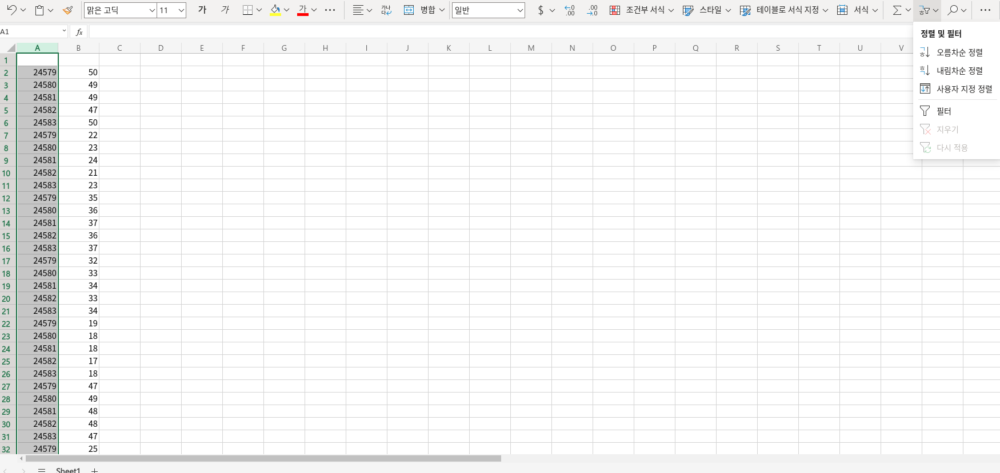 맑은 고딕 11 가 가 가 가나다라 병합 일반 $ .00 .00 조건부 서식 스타일 테이블로 서식 지정 서식
A1 fx
정렬 및 필터
오름차순 정렬
내림차순 정렬
사용자 지정 정렬
필터
지우기
다시 적용
A B C D E F G H I J K L M N O P Q R S T U V
1
2 24579 50
3 24580 49
4 24581 49
5 24582 47
6 24583 50
7 24579 22
8 24580 23
9 24581 24
10 24582 21
11 24583 23
12 24579 35
13 24580 36
14 24581 37
15 24582 36
16 24583 37
17 24579 32
18 24580 33
19 24581 34
20 24582 33
21 24583 34
22 24579 19
23 24580 18
24 24581 18
25 24582 17
26 24583 18
27 24579 47
28 24580 49
29 24581 48
30 24582 48
31 24583 47
32 24579 25
Sheet1